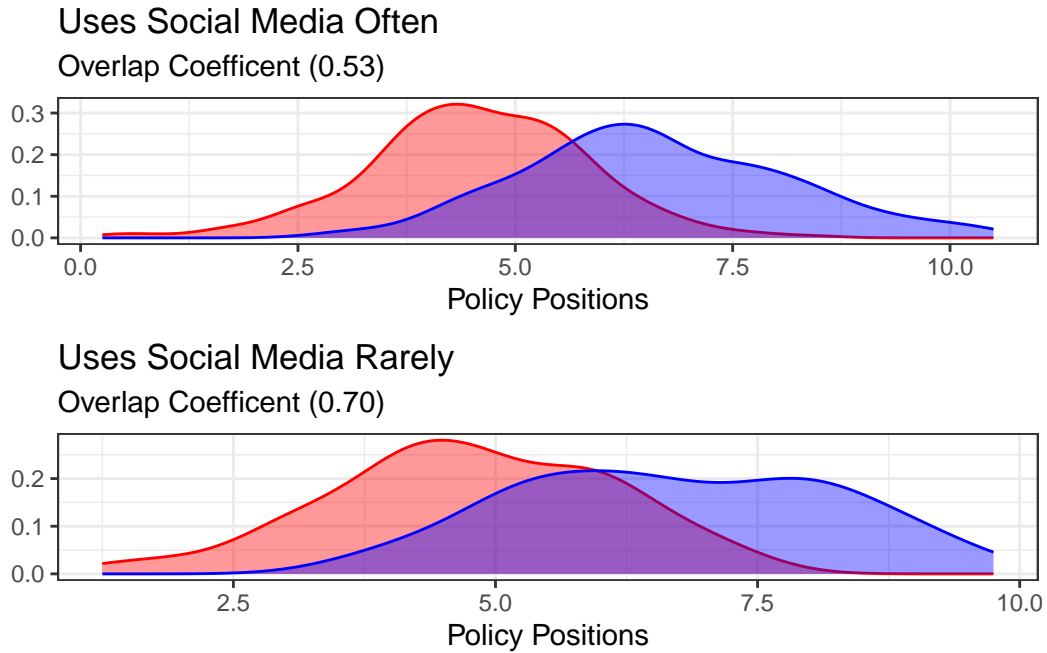 Uses Social Media Often
Overlap Coefficent (0.53)
0.3
0.2
0.1
0.0
0.0 2.5 5.0 7.5 10.0
Policy Positions
Uses Social Media Rarely
Overlap Coefficent (0.70)
0.2
0.1
0.0
2.5 5.0 7.5 10.0
Policy Positions